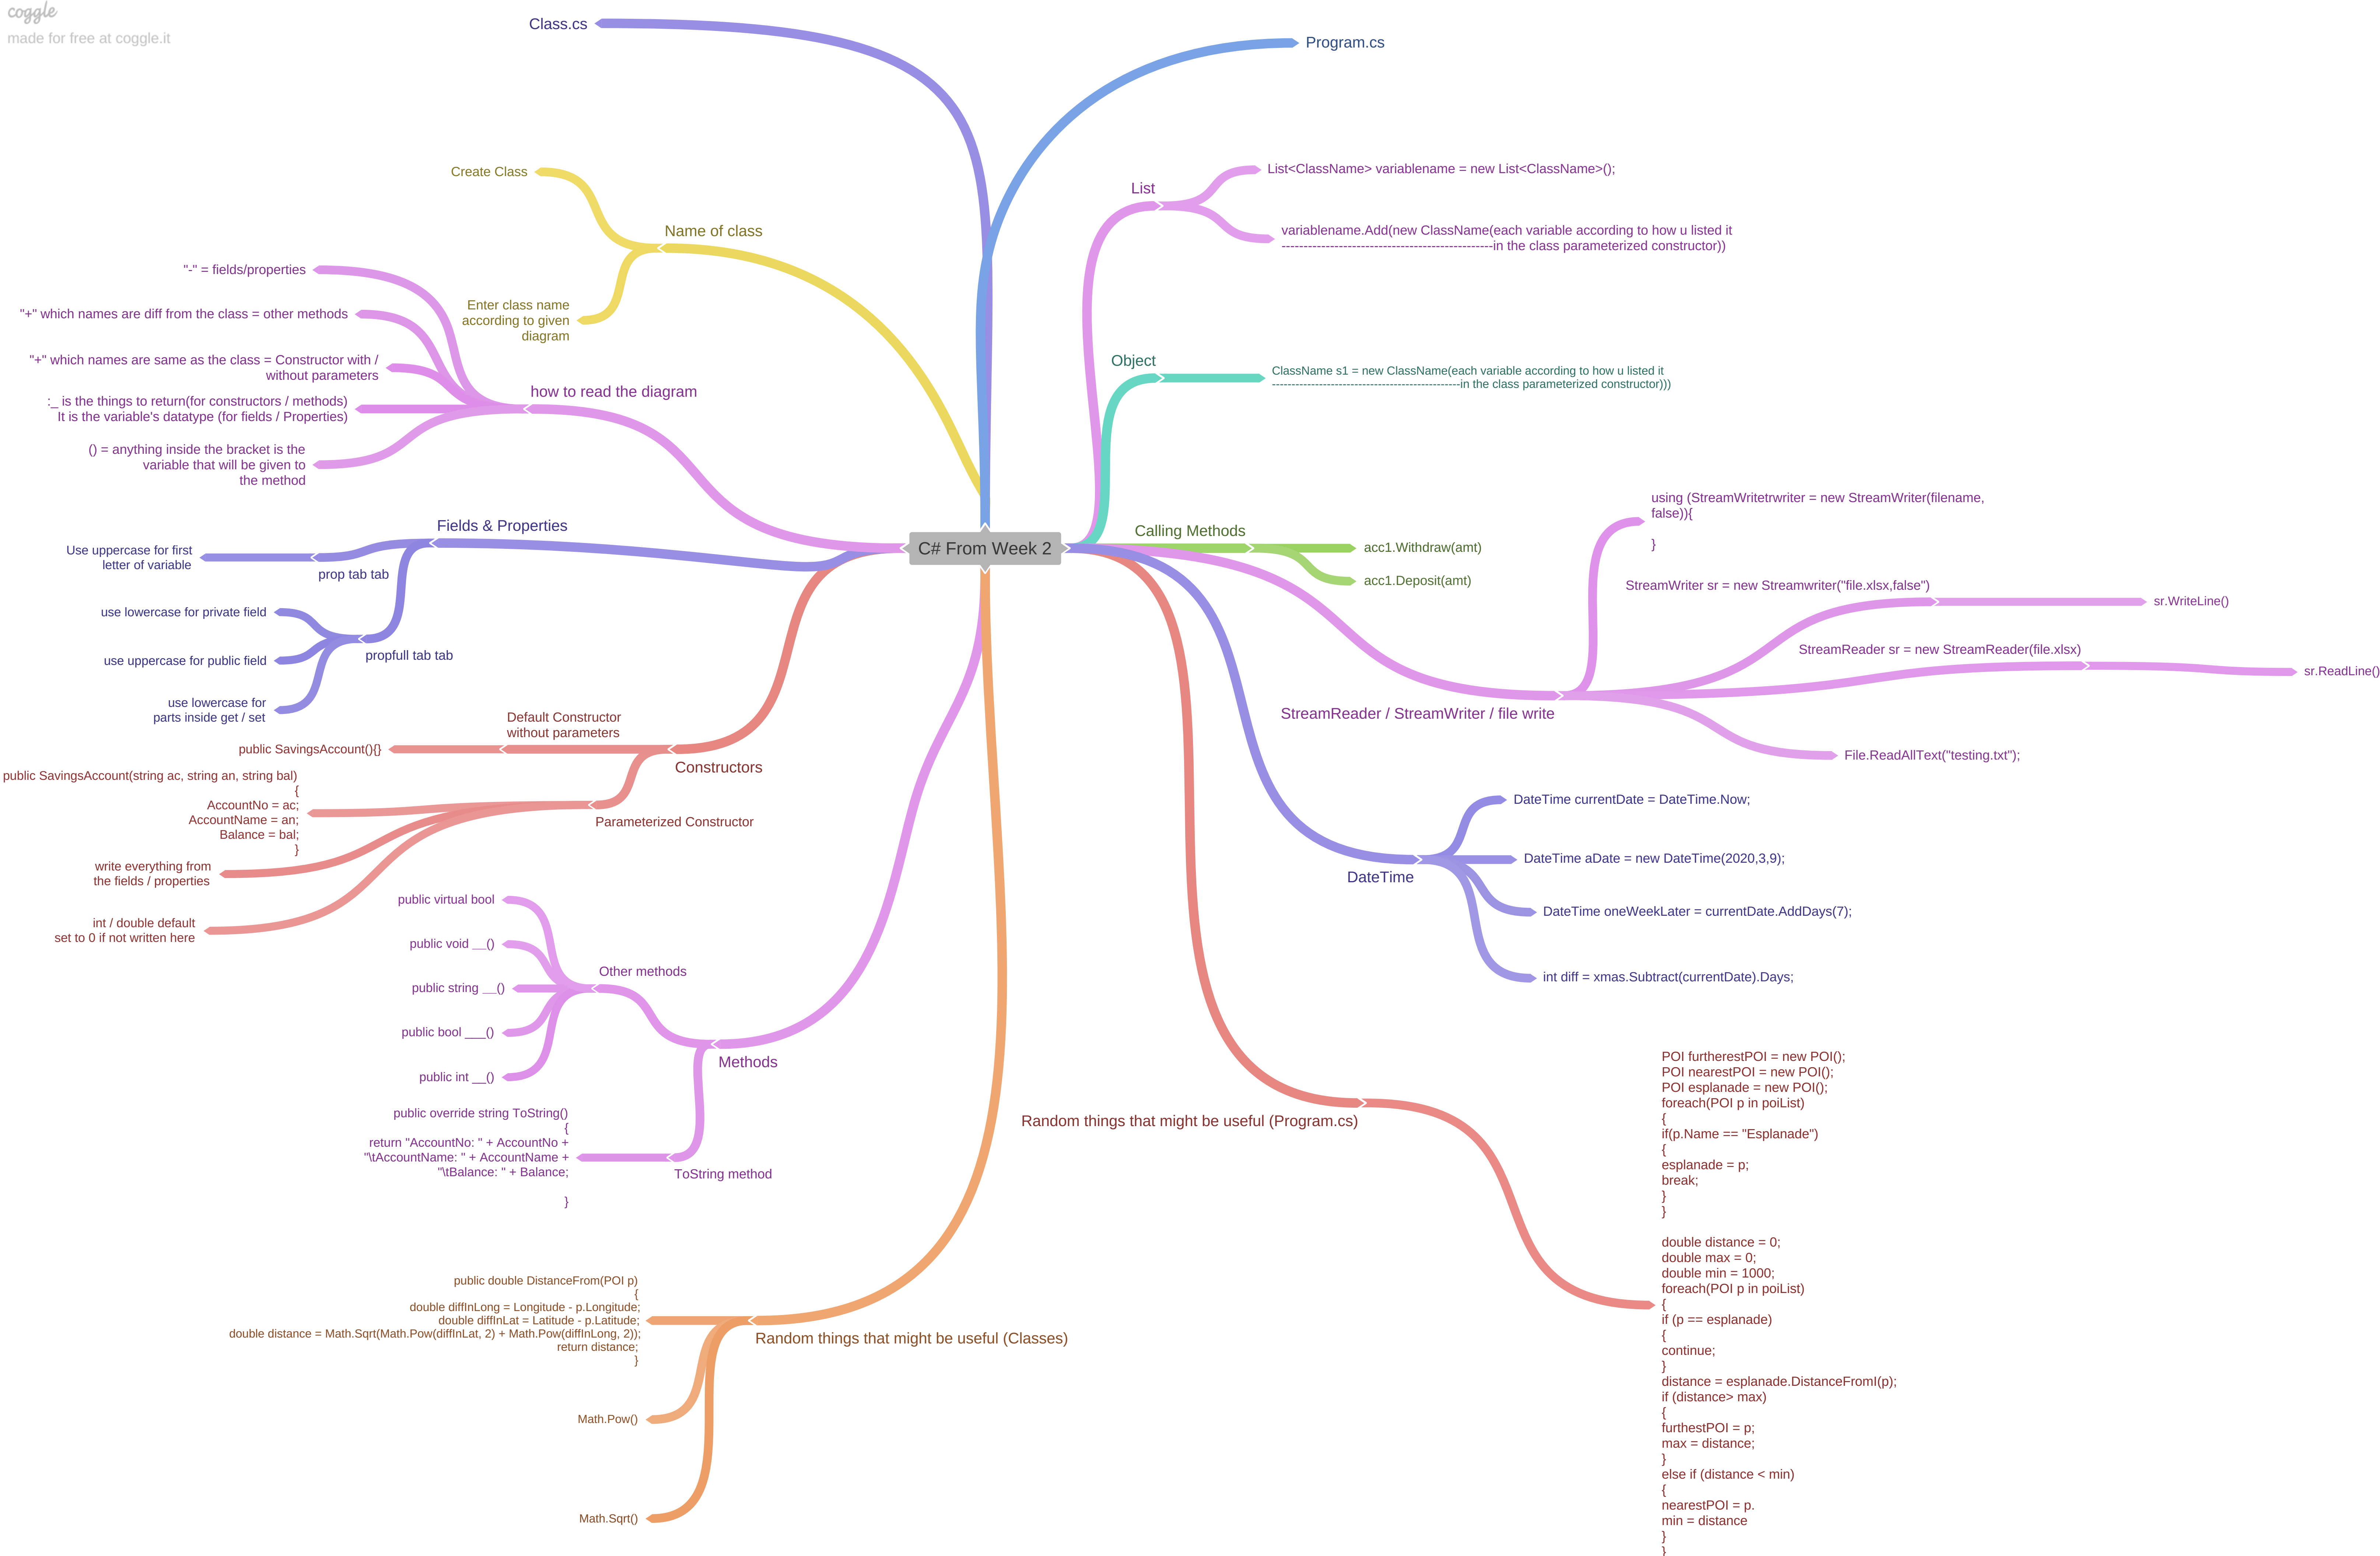 coggle
made for free at coggle.it
Class.cs
Program.cs
Create Class
Name of class
Enter class name
according to given
diagram
"-" = fields/properties
"+" which names are diff from the class = other methods
"+" which names are same as the class = Constructor with /
without parameters
:_ is the things to return(for constructors / methods)
It is the variable's datatype (for fields / Properties)
() = anything inside the bracket is the
variable that will be given to
the method
how to read the diagram
Fields & Properties
Use uppercase for first
letter of variable
prop tab tab
use lowercase for private field
use uppercase for public field
use lowercase for
parts inside get / set
propfull tab tab
C# From Week 2
Default Constructor
without parameters
public SavingsAccount(){}
Constructors
public SavingsAccount(string ac, string an, string bal)
{
AccountNo = ac;
AccountName = an;
Balance = bal;
}
Parameterized Constructor
write everything from
the fields / properties
int / double default
set to 0 if not written here
public virtual bool
public void __()
Other methods
public string __()
public bool ___()
public int __()
Methods
public override string ToString()
{
return "AccountNo: " + AccountNo +
"\tAccountName: " + AccountName +
"\tBalance: " + Balance;
}
ToString method
public double DistanceFrom(POI p)
{
double diffInLong = Longitude - p.Longitude;
double diffInLat = Latitude - p.Latitude;
double distance = Math.Sqrt(Math.Pow(diffInLat, 2) + Math.Pow(diffInLong, 2));
return distance;
}
Random things that might be useful (Classes)
Math.Pow()
Math.Sqrt()
List
List<ClassName> variablename = new List<ClassName>();
variablename.Add(new ClassName(each variable according to how u listed it
------------------------------------------------in the class parameterized constructor))
Object
ClassName s1 = new ClassName(each variable according to how u listed it
------------------------------------------------in the class parameterized constructor)))
Calling Methods
acc1.Withdraw(amt)
acc1.Deposit(amt)
using (StreamWritetrwriter = new StreamWriter(filename,
false)){
}
StreamWriter sr = new Streamwriter("file.xlsx,false")
sr.WriteLine()
StreamReader sr = new StreamReader(file.xlsx)
sr.ReadLine()
StreamReader / StreamWriter / file write
File.ReadAllText("testing.txt");
DateTime currentDate = DateTime.Now;
DateTime aDate = new DateTime(2020,3,9);
DateTime
DateTime oneWeekLater = currentDate.AddDays(7);
int diff = xmas.Subtract(currentDate).Days;
Random things that might be useful (Program.cs)
POI furtherestPOI = new POI();
POI nearestPOI = new POI();
POI esplanade = new POI();
foreach(POI p in poiList)
{
if(p.Name == "Esplanade")
{
esplanade = p;
break;
}
}
double distance = 0;
double max = 0;
double min = 1000;
foreach(POI p in poiList)
{
if (p == esplanade)
{
continue;
}
distance = esplanade.DistanceFromI(p);
if (distance> max)
{
furthestPOI = p;
max = distance;
}
else if (distance < min)
{
nearestPOI = p.
min = distance
}
}